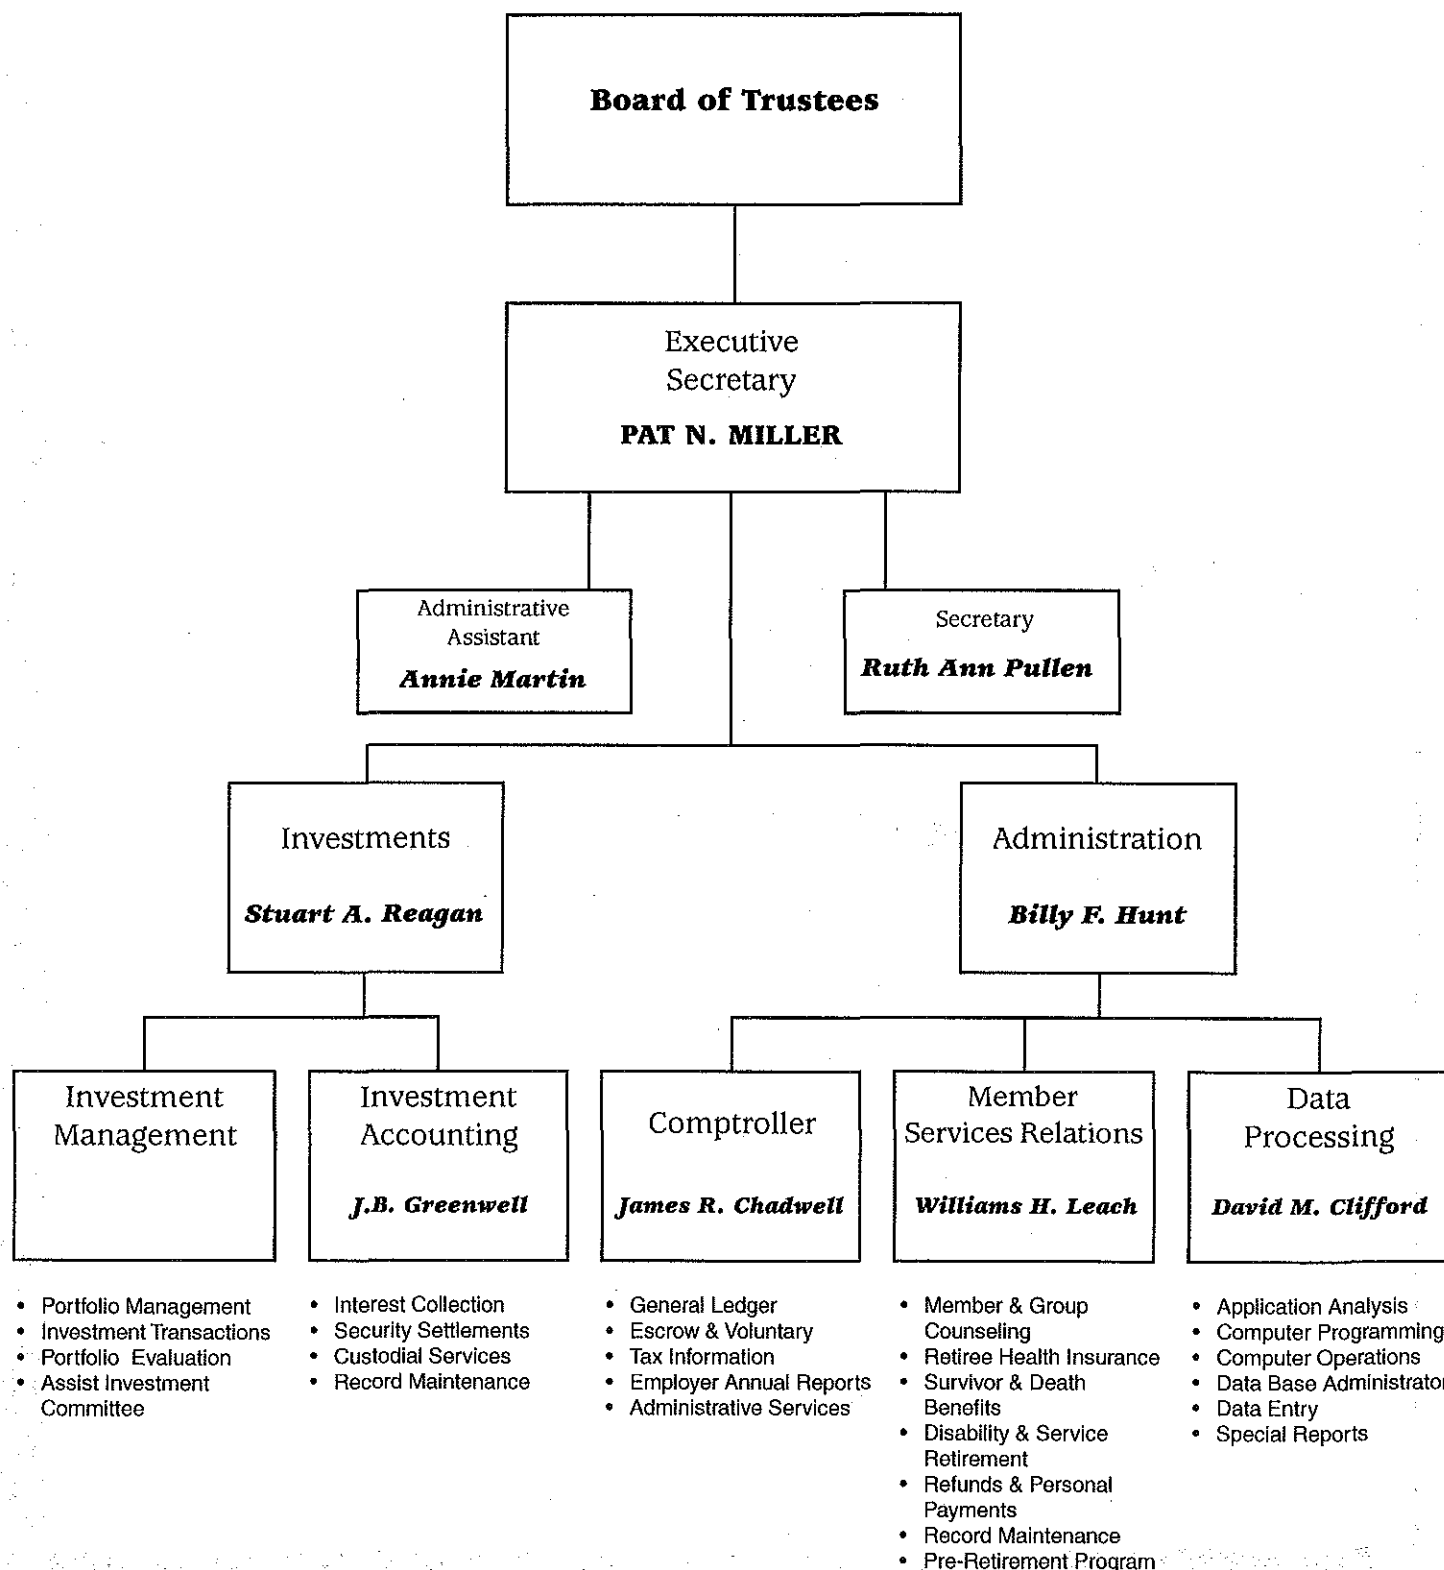 Board of Trustees
Executive
Secretary
PAT N. MILLER
Administrative
Assistant
Annie Martin
Secretary
Ruth Ann Pullen
Investments
Stuart A. Reagan
Administration
Billy F. Hunt
Investment
Management
Investment
Accounting
J.B. Greenwell
Comptroller
James R. Chadwell
Member
Services Relations
Williams H. Leach
Data
Processing
David M. Clifford
• Portfolio Management
• Investment Transactions
• Portfolio Evaluation
• Assist Investment
Committee
• Interest Collection
• Security Settlements
• Custodial Services
• Record Maintenance
• General Ledger
• Escrow & Voluntary
• Tax Information
• Employer Annual Reports
• Administrative Services
• Member & Group
Counseling
• Retiree Health Insurance
• Survivor & Death
Benefits
• Disability & Service
Retirement
• Refunds & Personal
Payments
• Record Maintenance
• Pre-Retirement Program
• Application Analysis
• Computer Programming
• Computer Operations
• Data Base Administrator
• Data Entry
• Special Reports